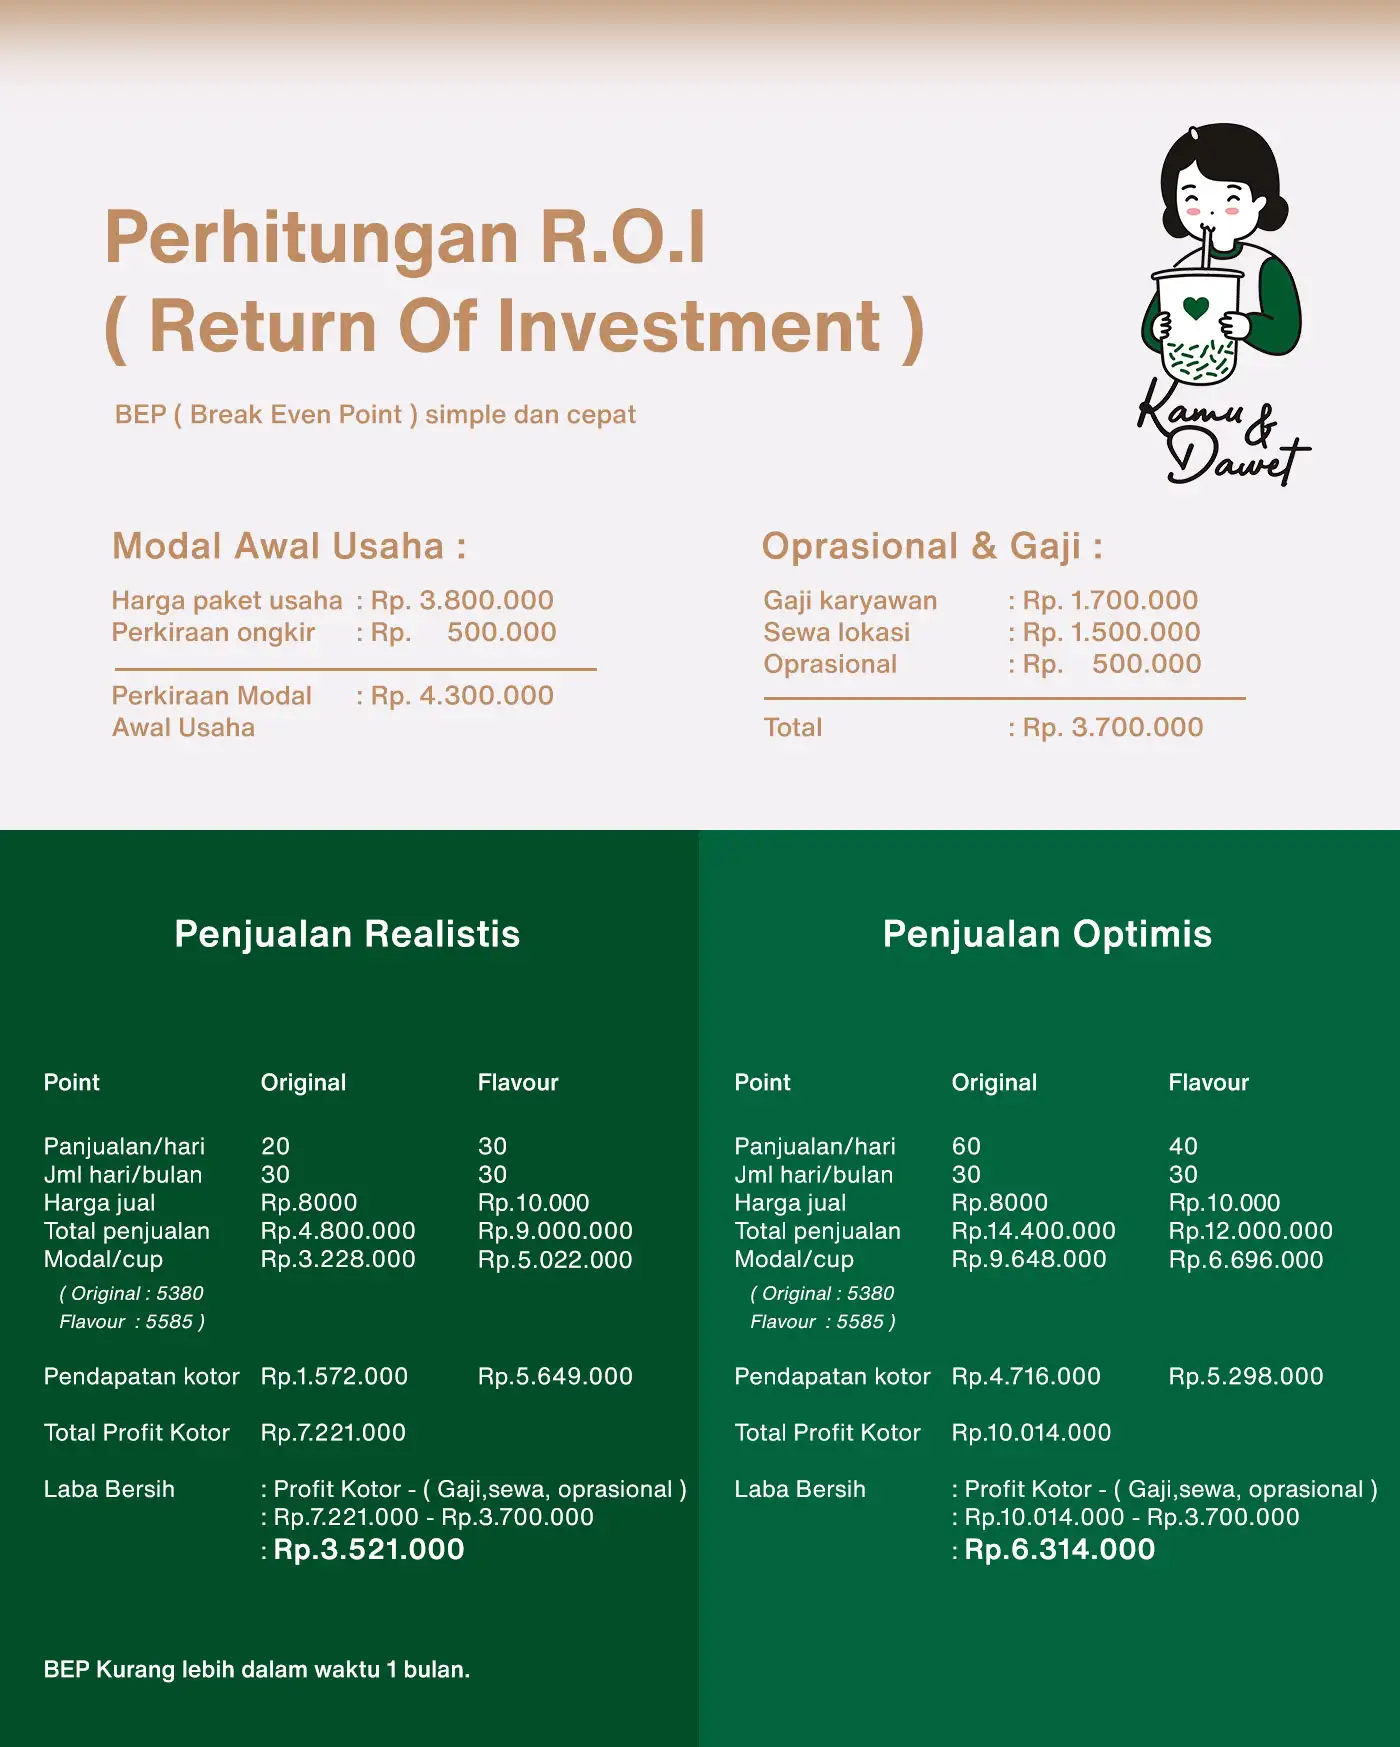 Perhitungan R.O.I
( Return Of Investment )
BEP ( Break Even Point ) simple dan cepat
Kamu &
Dawet
Modal Awal Usaha :
Harga paket usaha : Rp. 3.800.000
Perkiraan ongkir : Rp. 500.000
Perkiraan Modal : Rp. 4.300.000
Awal Usaha
Oprasional & Gaji :
Gaji karyawan : Rp. 1.700.000
Sewa lokasi : Rp. 1.500.000
Oprasional : Rp. 500.000
Total : Rp. 3.700.000
Penjualan Realistis
Point Original Flavour
Panjualan/hari 20 30
Jml hari/bulan 30 30
Harga jual Rp.8000 Rp.10.000
Total penjualan Rp.4.800.000 Rp.9.000.000
Modal/cup Rp.3.228.000 Rp.5.022.000
( Original : 5380
Flavour : 5585 )
Pendapatan kotor Rp.1.572.000 Rp.5.649.000
Total Profit Kotor Rp.7.221.000
Laba Bersih : Profit Kotor - ( Gaji,sewa, oprasional )
: Rp.7.221.000 - Rp.3.700.000
: Rp.3.521.000
BEP Kurang lebih dalam waktu 1 bulan.
Penjualan Optimis
Point Original Flavour
Panjualan/hari 60 40
Jml hari/bulan 30 30
Harga jual Rp.8000 Rp.10.000
Total penjualan Rp.14.400.000 Rp.12.000.000
Modal/cup Rp.9.648.000 Rp.6.696.000
( Original : 5380
Flavour : 5585 )
Pendapatan kotor Rp.4.716.000 Rp.5.298.000
Total Profit Kotor Rp.10.014.000
Laba Bersih : Profit Kotor - ( Gaji,sewa, oprasional )
: Rp.10.014.000 - Rp.3.700.000
: Rp.6.314.000